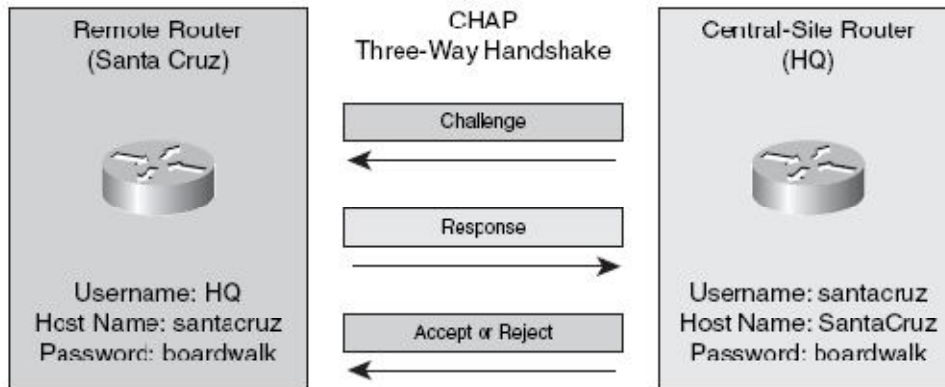 Remote Router
(Santa Cruz)
Username: HQ
Host Name: santacruz
Password: boardwalk
CHAP
Three-Way Handshake
Challenge
Response
Accept or Reject
Central-Site Router
(HQ)
Username: santacruz
Host Name: SantaCruz
Password: boardwalk